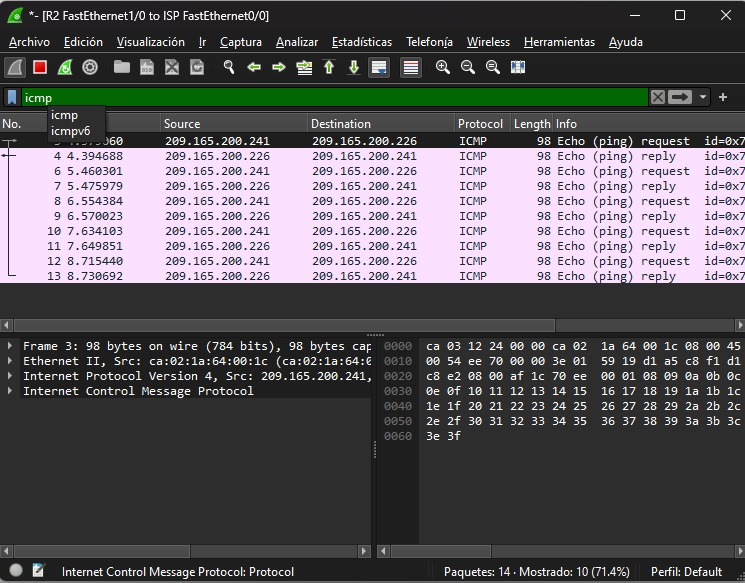 *- [R2 FastEthernet1/0 to ISP FastEthernet0/0]
Archivo Edición Visualización Ir Captura Analizar Estadísticas Telefonía Wireless Herramientas Ayuda
icmp
icmp
icmpv6
No. Source Destination Protocol Length Info
209.165.200.241 209.165.200.226 ICMP 98 Echo (ping) request id=0x7
4 4.394688 209.165.200.226 209.165.200.241 ICMP 98 Echo (ping) reply id=0x7
6 5.460301 209.165.200.241 209.165.200.226 ICMP 98 Echo (ping) request id=0x7
7 5.475979 209.165.200.226 209.165.200.241 ICMP 98 Echo (ping) reply id=0x7
8 6.554384 209.165.200.241 209.165.200.226 ICMP 98 Echo (ping) request id=0x7
9 6.570023 209.165.200.226 209.165.200.241 ICMP 98 Echo (ping) reply id=0x7
10 7.634103 209.165.200.241 209.165.200.226 ICMP 98 Echo (ping) request id=0x7
11 7.649851 209.165.200.226 209.165.200.241 ICMP 98 Echo (ping) reply id=0x7
12 8.715440 209.165.200.241 209.165.200.226 ICMP 98 Echo (ping) request id=0x7
13 8.730692 209.165.200.226 209.165.200.241 ICMP 98 Echo (ping) reply id=0x7
Frame 3: 98 bytes on wire (784 bits), 98 bytes cap
Ethernet II, Src: ca:02:1a:64:00:1c (ca:02:1a:64:0
Internet Protocol Version 4, Src: 209.165.200.241,
Internet Control Message Protocol
0000 ca 03 12 24 00 00 ca 02 1a 64 00 1c 08 00 45
0010 00 54 ee 70 00 00 3e 01 59 19 d1 a5 c8 f1 d1
0020 c8 e2 08 00 af 1c 70 ee 00 01 08 09 0a 0b 0c
0030 0e 0f 10 11 12 13 14 15 16 17 18 19 1a 1b 1c
0040 1e 1f 20 21 22 23 24 25 26 27 28 29 2a 2b 2c
0050 2e 2f 30 31 32 33 34 35 36 37 38 39 3a 3b 3c
0060 3e 3f
Internet Control Message Protocol: Protocol
Paquetes: 14 · Mostrado: 10 (71.4%)
Perfil: Default